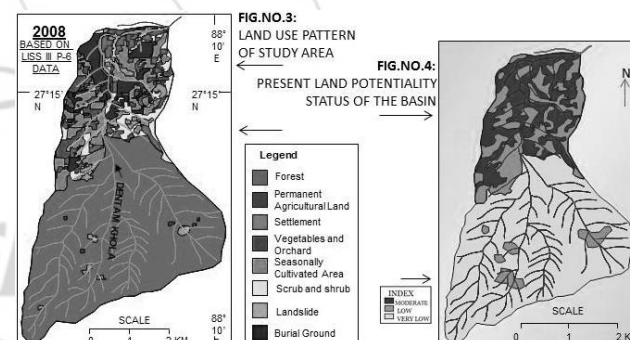 2008
BASED ON
LISS III P-6
DATA
88°
10'
E
27°15'
N
27°15'
N
DENTAM KHOLA
SCALE
0 1 2 KM
88°
10'
FIG.NO.3:
LAND USE PATTERN
OF STUDY AREA
FIG.NO.4:
PRESENT LAND POTENTIALITY
STATUS OF THE BASIN
Legend
Forest
Permanent
Agricultural Land
Settlement
Vegetables and
Orchard
Seasonally
Cultivated Area
Scrub and shrub
Landslide
Burial Ground
N
INDEX
MODERATE
LOW
VERY LOW
SCALE
0 1 2 K